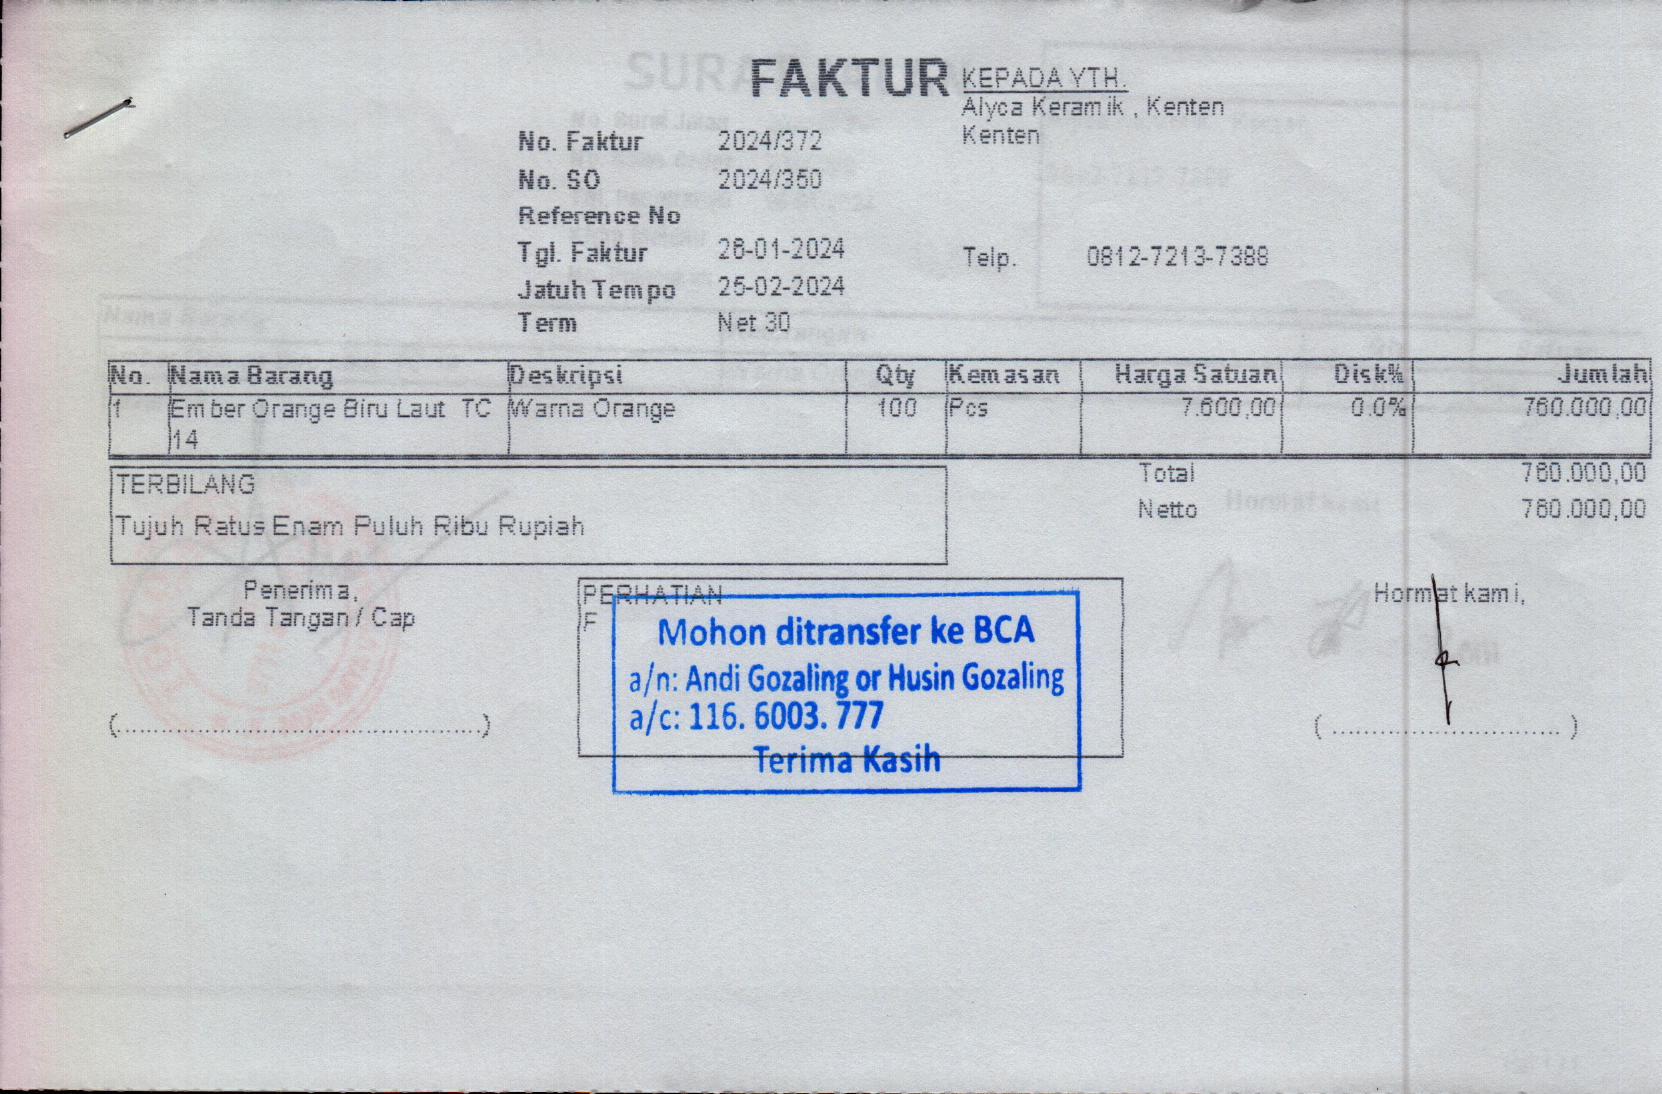 FAKTUR
KEPADA YTH.
Alyca Keramik , Kenten
Kenten
No. Faktur 2024/372
No. SO 2024/350
Reference No
Tgl. Faktur 26-01-2024
Telp. 0812-7213-7388
Jatuh Tempo 25-02-2024
Term Net 30
No. Nama Barang Deskripsi Qty Kemasan Harga Satuan Disk% Jumlah
1 Ember Orange Biru Laut TC Warna Orange 100 Pcs 7.600,00 0.0% 760.000,00
14
TERBILANG
Tujuh Ratus Enam Puluh Ribu Rupiah
Total 760.000,00
Netto 760.000,00
Penerima,
Tanda Tangan / Cap
(..............................................)
PERHATIAN
F
Mohon ditransfer ke BCA
a/n: Andi Gozaling or Husin Gozaling
a/c: 116. 6003. 777
Terima Kasih
Hormat kami,
( ............................. )